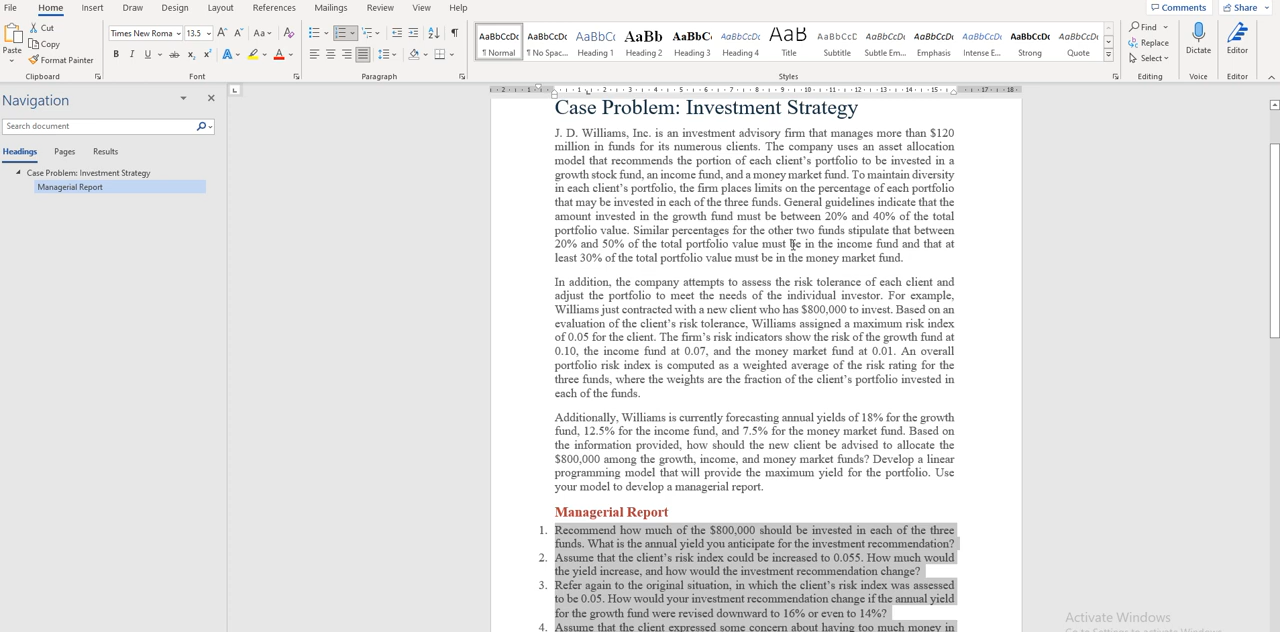 File Home Insert Draw Design Layout References Mailings Review View Help Comments Share
Cut
Copy
Paste
Format Painter
Clipboard
Times New Roma 13.5
Font
Paragraph
AaBbCcDc AaBbCcDc AaBbCc AaBb AaBbC AaBbCcDc AaB AaBbCcC AaBbCcDc AaBbCcDc AaBbCcDc AaBbCcDc AaBbCcDc
¶ Normal ¶ No Spac... Heading 1 Heading 2 Heading 3 Heading 4 Title Subtitle Subtle Em... Emphasis Intense E... Strong Quote
Styles
Find
Replace
Select
Editing
Dictate
Voice
Editor
Editor
Navigation
Search document
Headings Pages Results
Case Problem: Investment Strategy
Managerial Report
Case Problem: Investment Strategy
J. D. Williams, Inc. is an investment advisory firm that manages more than $120
million in funds for its numerous clients. The company uses an asset allocation
model that recommends the portion of each client's portfolio to be invested in a
growth stock fund, an income fund, and a money market fund. To maintain diversity
in each client's portfolio, the firm places limits on the percentage of each portfolio
that may be invested in each of the three funds. General guidelines indicate that the
amount invested in the growth fund must be between 20% and 40% of the total
portfolio value. Similar percentages for the other two funds stipulate that between
20% and 50% of the total portfolio value must be in the income fund and that at
least 30% of the total portfolio value must be in the money market fund.
In addition, the company attempts to assess the risk tolerance of each client and
adjust the portfolio to meet the needs of the individual investor. For example,
Williams just contracted with a new client who has $800,000 to invest. Based on an
evaluation of the client's risk tolerance, Williams assigned a maximum risk index
of 0.05 for the client. The firm's risk indicators show the risk of the growth fund at
0.10, the income fund at 0.07, and the money market fund at 0.01. An overall
portfolio risk index is computed as a weighted average of the risk rating for the
three funds, where the weights are the fraction of the client's portfolio invested in
each of the funds.
Additionally, Williams is currently forecasting annual yields of 18% for the growth
fund, 12.5% for the income fund, and 7.5% for the money market fund. Based on
the information provided, how should the new client be advised to allocate the
$800,000 among the growth, income, and money market funds? Develop a linear
programming model that will provide the maximum yield for the portfolio. Use
your model to develop a managerial report.
Managerial Report
1. Recommend how much of the $800,000 should be invested in each of the three
funds. What is the annual yield you anticipate for the investment recommendation?
2. Assume that the client's risk index could be increased to 0.055. How much would
the yield increase, and how would the investment recommendation change?
3. Refer again to the original situation, in which the client's risk index was assessed
to be 0.05. How would your investment recommendation change if the annual yield
for the growth fund were revised downward to 16% or even to 14%?
4. Assume that the client expressed some concern about having too much money in
Activate Windows